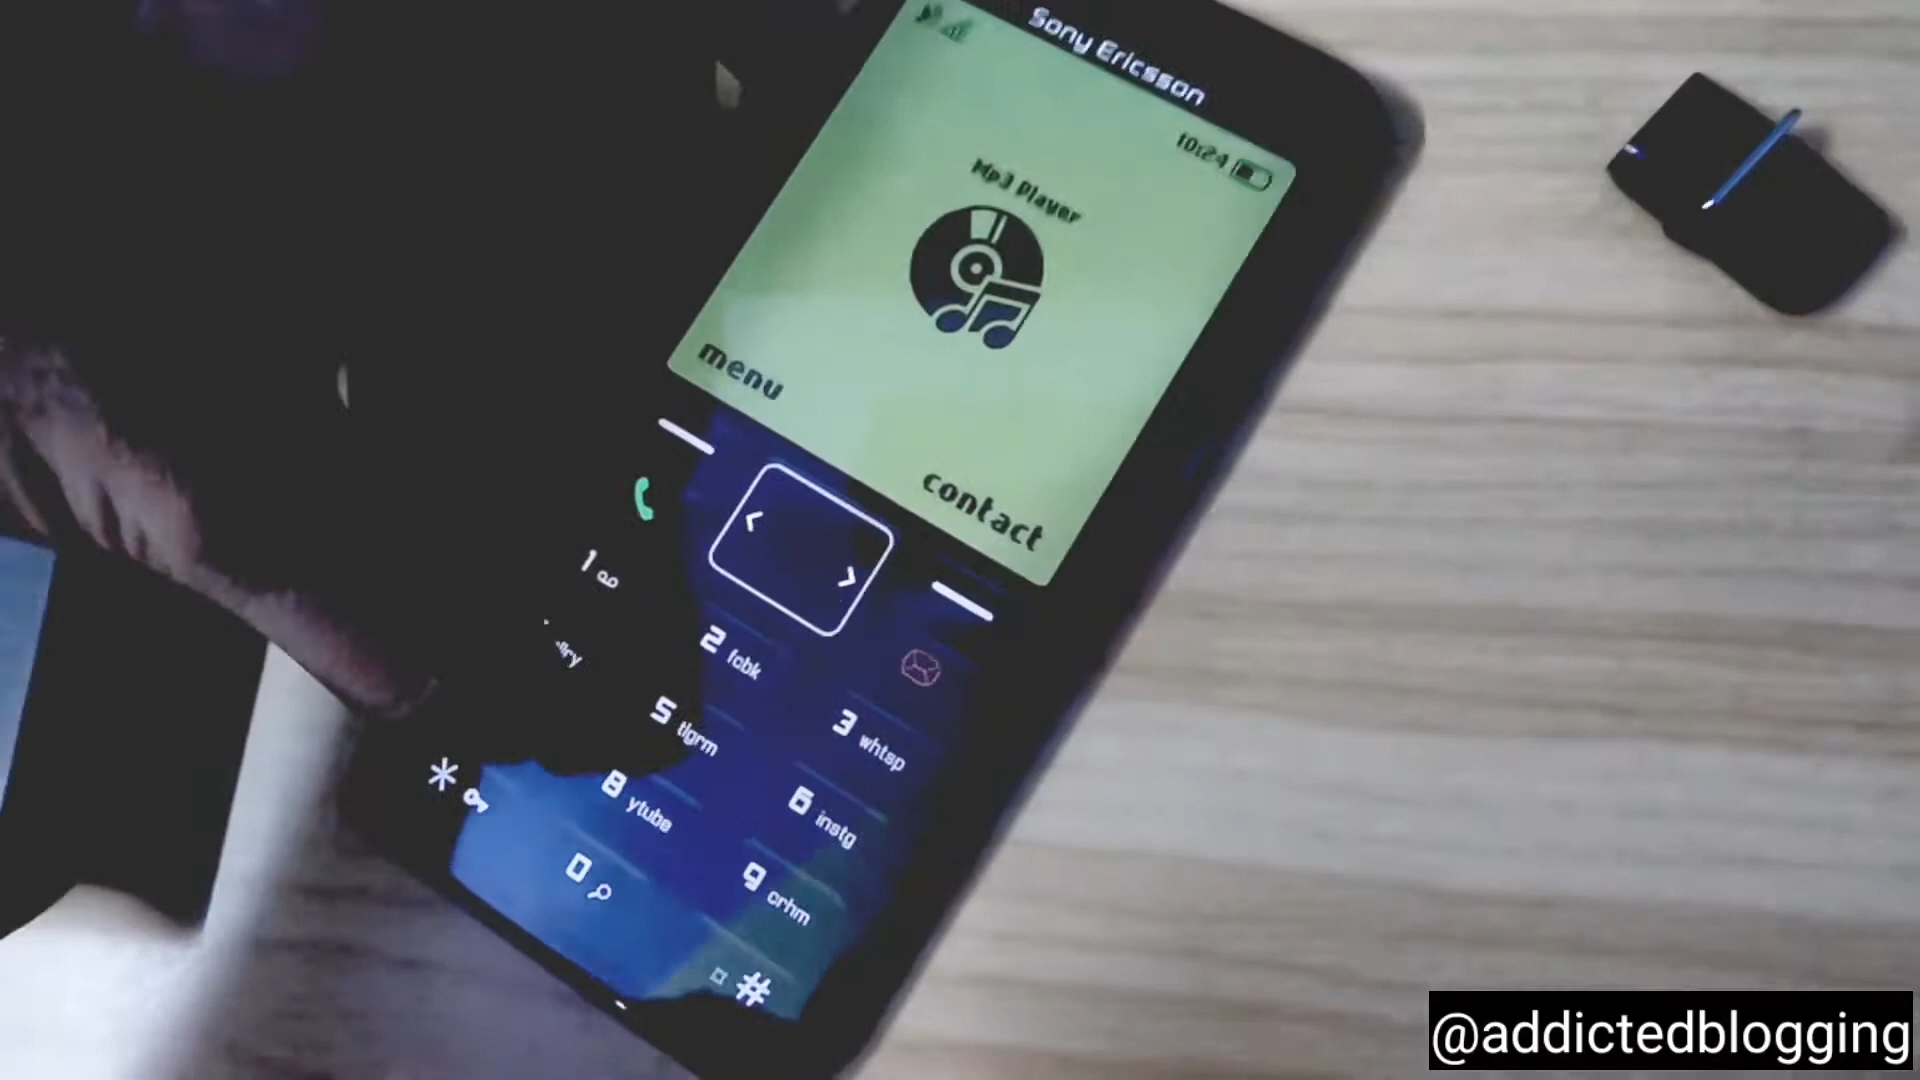 Sony Ericsson
10:24
Mp3 Player
menu
contact
1
2 fcbk
3 whtsp
5 tlgrm
6 instg
8 ytube
9 crhm
*
0
#
@addictedblogging